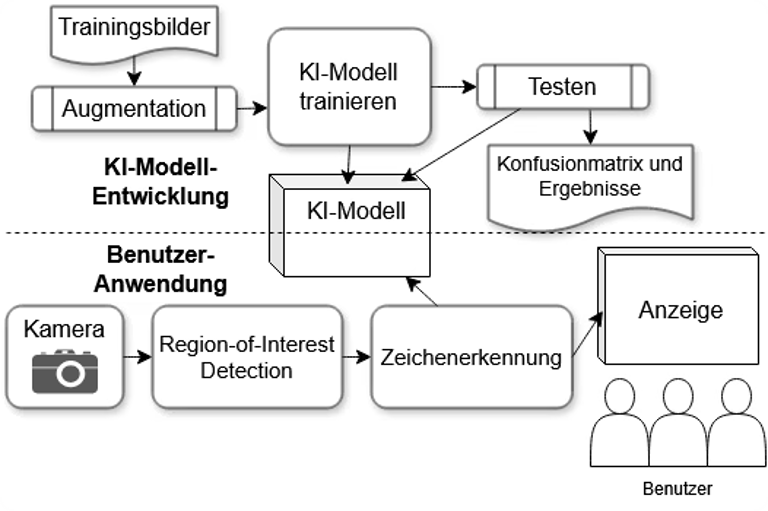 Trainingsbilder
Augmentation
KI-Modell
trainieren
Testen
Konfusionmatrix und
Ergebnisse
KI-Modell-
Entwicklung
KI-Modell
Benutzer-
Anwendung
Kamera
Region-of-Interest
Detection
Zeichenerkennung
Anzeige
Benutzer